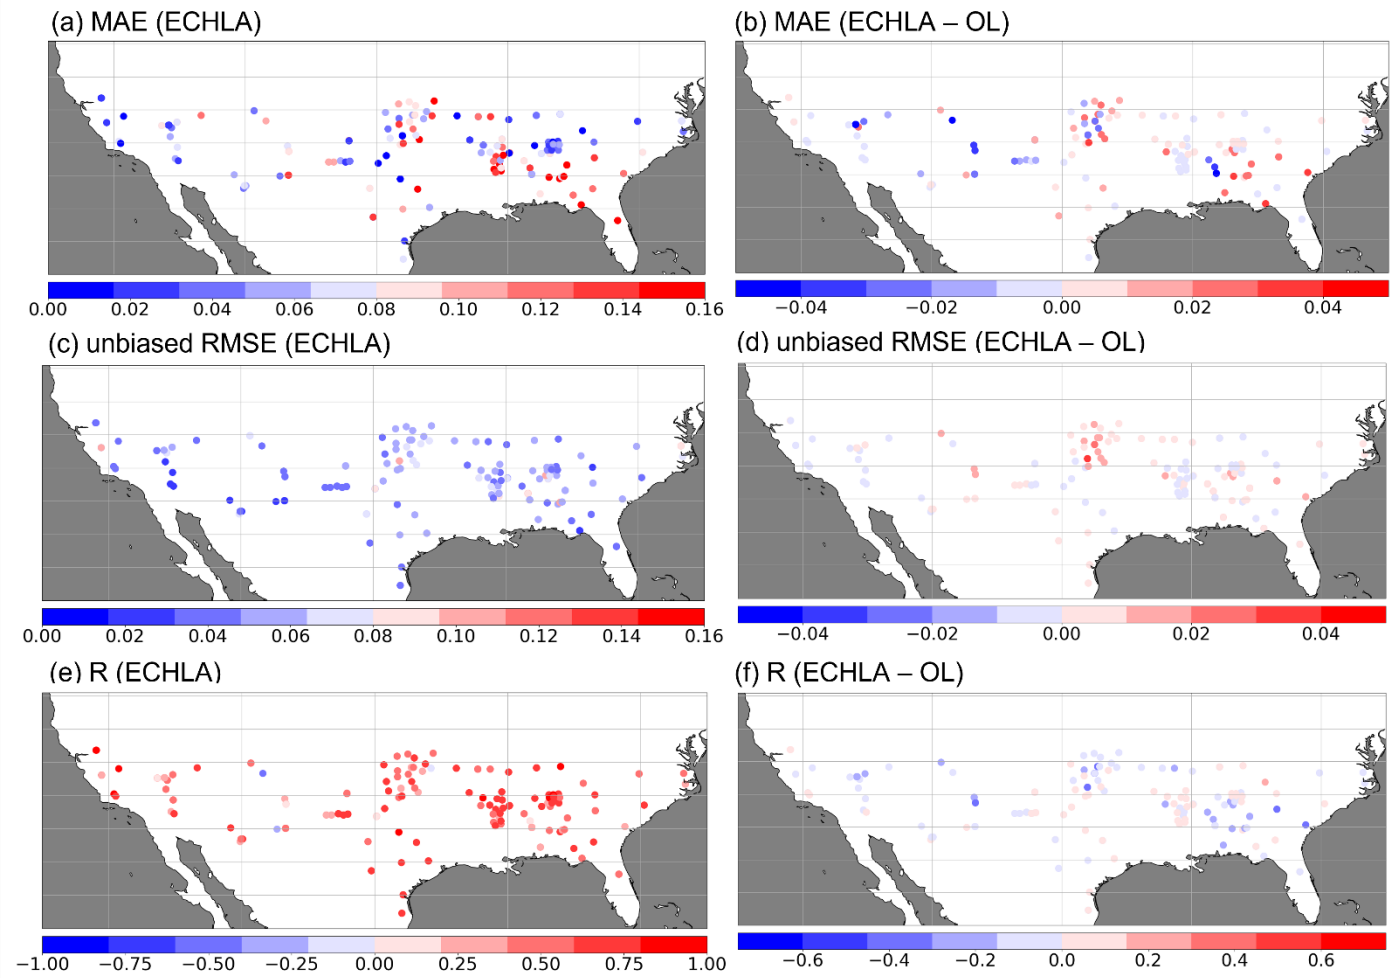 (a) MAE (ECHLA)
(b) MAE (ECHLA – OL)
0.00 0.02 0.04 0.06 0.08 0.10 0.12 0.14 0.16
−0.04 −0.02 0.00 0.02 0.04
(c) unbiased RMSE (ECHLA)
(d) unbiased RMSE (ECHLA – OL)
0.00 0.02 0.04 0.06 0.08 0.10 0.12 0.14 0.16
−0.04 −0.02 0.00 0.02 0.04
(e) R (ECHLA)
(f) R (ECHLA – OL)
−1.00 −0.75 −0.50 −0.25 0.00 0.25 0.50 0.75 1.00
−0.6 −0.4 −0.2 0.0 0.2 0.4 0.6